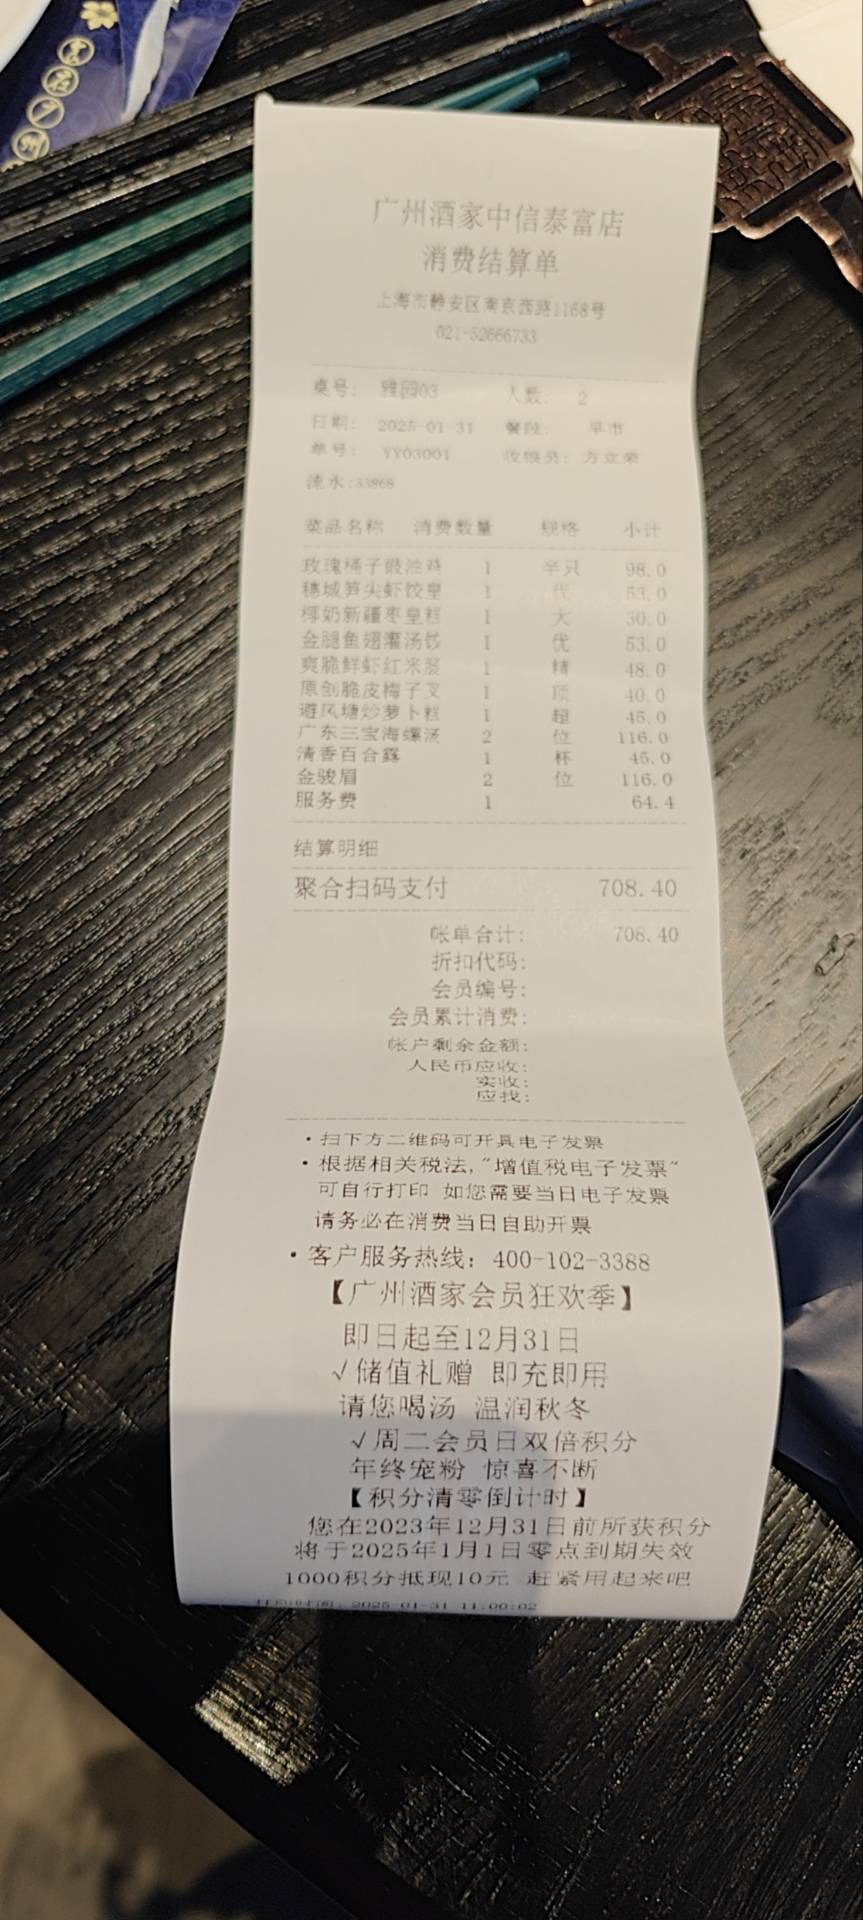 广州
广州酒家中信泰富店
消费结算单
上海市静安区南京西路1168号
021-52666733
桌号: 雅园03 人数: 2
日期: 2025-01-31 餐段: 早市
单号: YY03001 收银员: 方立荣
流水:33868
菜品名称 消费数量 规格 小计
玫瑰桶子豉油鸡 1 半只 98.0
穗城笋尖虾饺皇 1 优 53.0
椰奶新疆枣皇糕 1 大 30.0
金腿鱼翅灌汤饺 1 优 53.0
爽脆鲜虾红米肠 1 精 48.0
原创脆皮梅子叉 1 顶 40.0
避风塘炒萝卜糕 1 超 45.0
广东三宝海螺汤 2 位 116.0
清香百合露 1 杯 45.0
金骏眉 2 位 116.0
服务费 1 64.4
结算明细
聚合扫码支付 708.40
帐单合计: 708.40
折扣代码:
会员编号:
会员累计消费:
帐户剩余金额:
人民币应收:
实收:
应找:
·扫下方二维码可开具电子发票
·根据相关税法,"增值税电子发票"
可自行打印 如您需要当日电子发票
请务必在消费当日自助开票
·客户服务热线: 400-102-3388
【广州酒家会员狂欢季】
即日起至12月31日
√储值礼赠 即充即用
请您喝汤 温润秋冬
√周二会员日双倍积分
年终宠粉 惊喜不断
【积分清零倒计时】
您在2023年12月31日前所获积分
将于2025年1月1日零点到期失效
1000积分抵现10元 赶紧用起来吧
打印时间: 2025-01-31 11:00:02